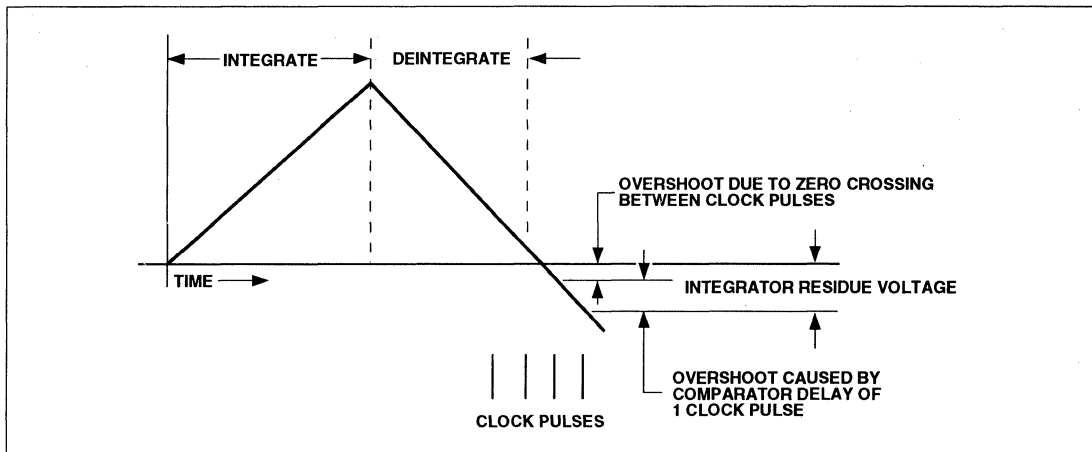 INTEGRATE
DEINTEGRATE
OVERSHOOT DUE TO ZERO CROSSING
BETWEEN CLOCK PULSES
TIME
INTEGRATOR RESIDUE VOLTAGE
OVERSHOOT CAUSED BY
COMPARATOR DELAY OF
1 CLOCK PULSE
CLOCK PULSES